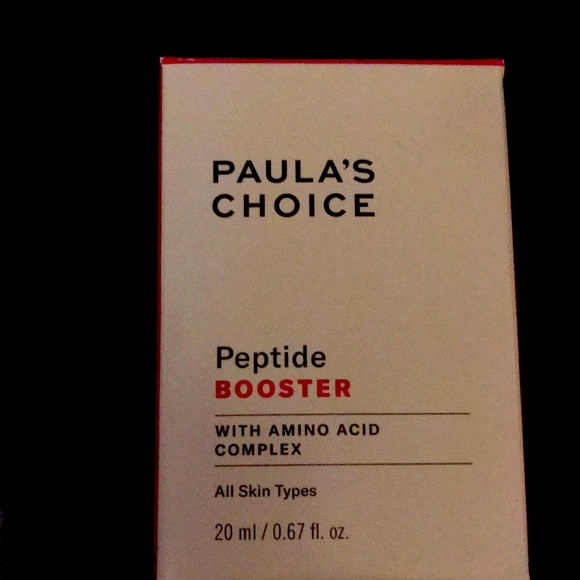 PAULA'S
CHOICE
Peptide
BOOSTER
WITH AMINO ACID
COMPLEX
All Skin Types
20 ml / 0.67 fl. oz.